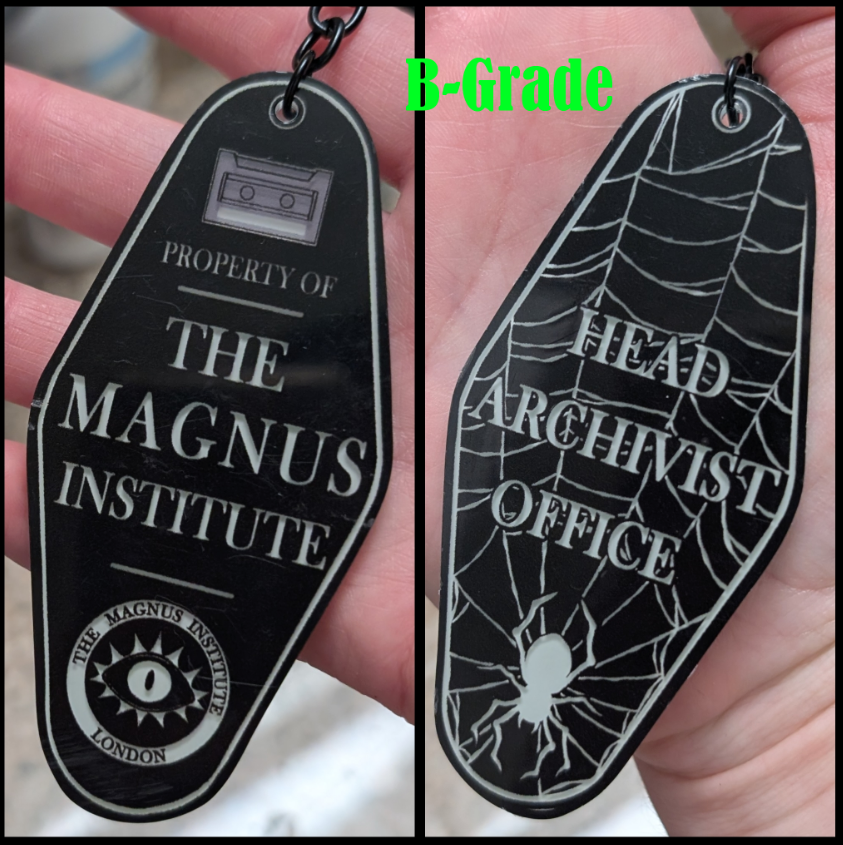 B-Grade
PROPERTY OF
THE
MAGNUS
INSTITUTE
THE MAGNUS INSTITUTE
LONDON
HEAD
ARCHIVIST
OFFICE